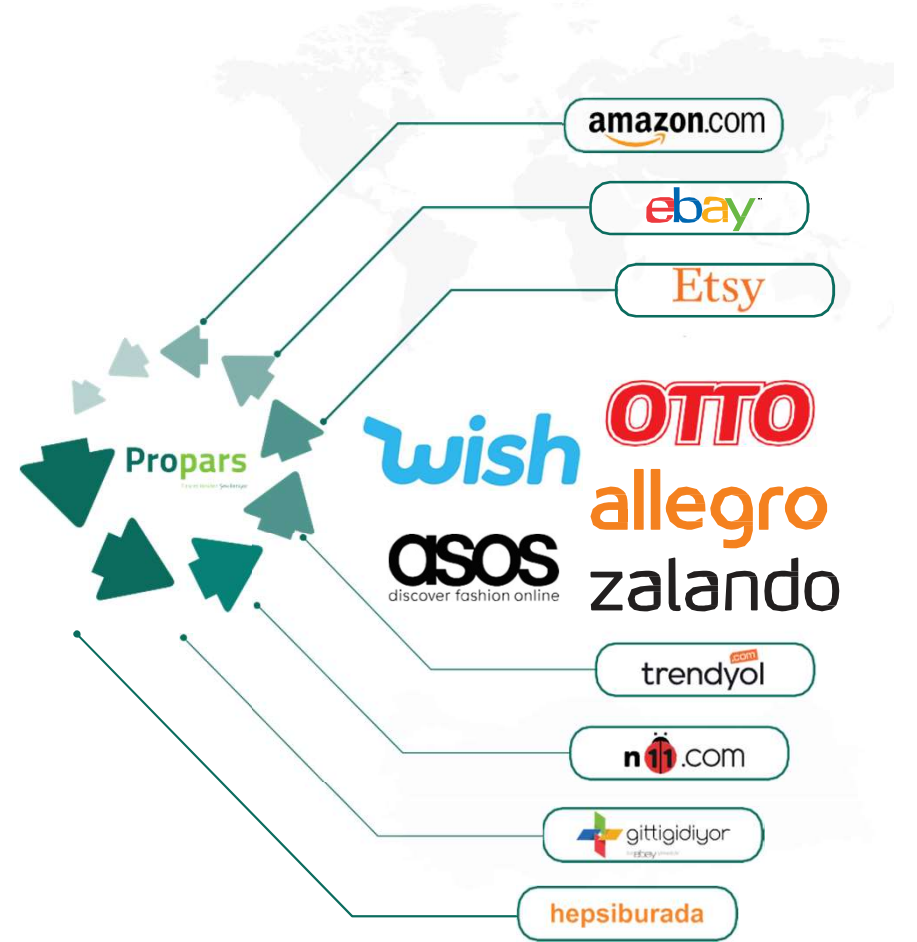 amazon.com
ebay™
Etsy
Propars
wish
OTTO
allegro
asos
discover fashion online
zalando
.com
trendyol
n11.com
gittigidiyor
ebay
hepsiburada